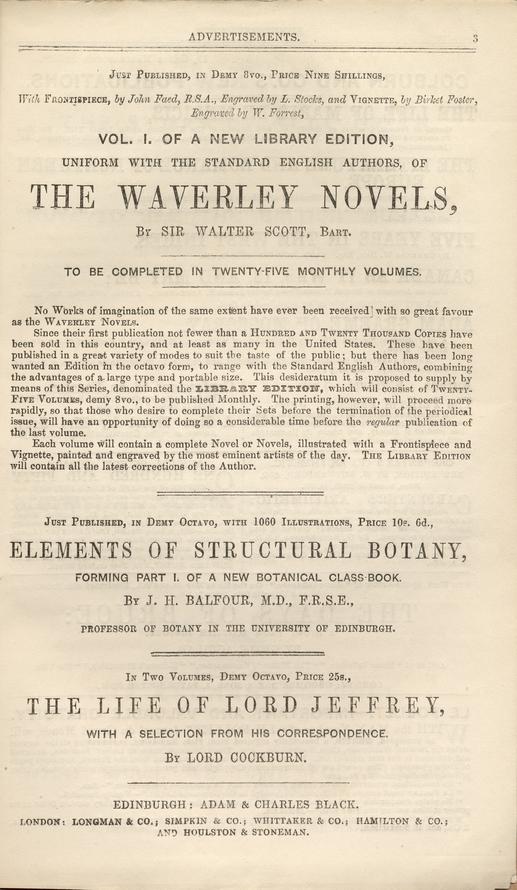 ADVERTISEMENTS. 3
JUST PUBLISHED, IN DEMY 8VO., PRICE NINE SHILLINGS,
With FRONTISPIECE, by John Faed, R.S.A., Engraved by L. Stocks, and VIGNETTE, by Birket Foster,
Engraved by W. Forrest,
VOL. I. OF A NEW LIBRARY EDITION,
UNIFORM WITH THE STANDARD ENGLISH AUTHORS, OF
THE WAVERLEY NOVELS,
BY SIR WALTER SCOTT, BART.
TO BE COMPLETED IN TWENTY-FIVE MONTHLY VOLUMES.
No Works of imagination of the same extent have ever been received with so great favour
as the WAVERLEY NOVELS.
Since their first publication not fewer than a HUNDRED AND TWENTY THOUSAND COPIES have
been sold in this country, and at least as many in the United States. These have been
published in a great variety of modes to suit the taste of the public; but there has been long
wanted an Edition in the octavo form, to range with the Standard English Authors, combining
the advantages of a large type and portable size. This desideratum it is proposed to supply by
means of this Series, denominated the LIBRARY EDITION, which will consist of TWENTY-
FIVE VOLUMES, demy 8vo., to be published Monthly. The printing, however, will proceed more
rapidly, so that those who desire to complete their Sets before the termination of the periodical
issue, will have an opportunity of doing so a considerable time before the regular publication of
the last volume.
Each volume will contain a complete Novel or Novels, illustrated with a Frontispiece and
Vignette, painted and engraved by the most eminent artists of the day. THE LIBRARY EDITION
will contain all the latest corrections of the Author.
JUST PUBLISHED, IN DEMY OCTAVO, WITH 1060 ILLUSTRATIONS, PRICE 10s. 6d.,
ELEMENTS OF STRUCTURAL BOTANY,
FORMING PART I. OF A NEW BOTANICAL CLASS-BOOK.
BY J. H. BALFOUR, M.D., F.R.S.E.,
PROFESSOR OF BOTANY IN THE UNIVERSITY OF EDINBURGH.
IN TWO VOLUMES, DEMY OCTAVO, PRICE 25s.,
THE LIFE OF LORD JEFFREY,
WITH A SELECTION FROM HIS CORRESPONDENCE.
BY LORD COCKBURN.
EDINBURGH: ADAM & CHARLES BLACK.
LONDON: LONGMAN & CO.; SIMPKIN & CO.; WHITTAKER & CO.; HAMILTON & CO.;
AND HOULSTON & STONEMAN.